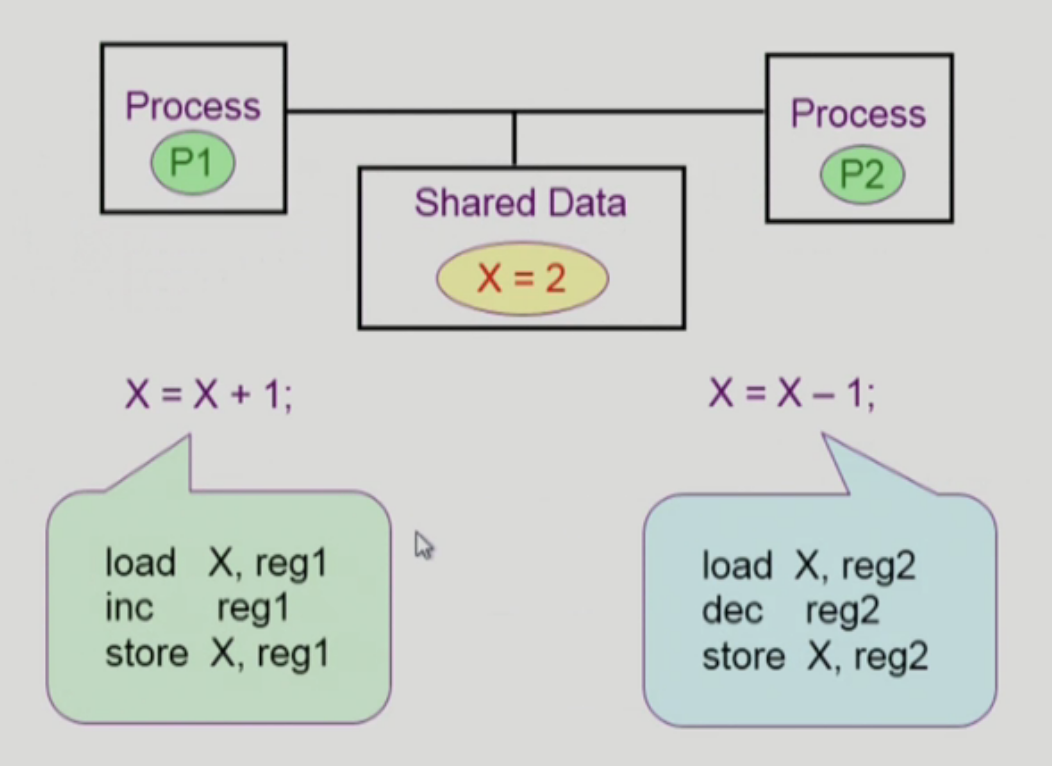 Process
P1
Process
P2
Shared Data
X = 2
X = X + 1;
X = X – 1;
load X, reg1
inc reg1
store X, reg1
load X, reg2
dec reg2
store X, reg2